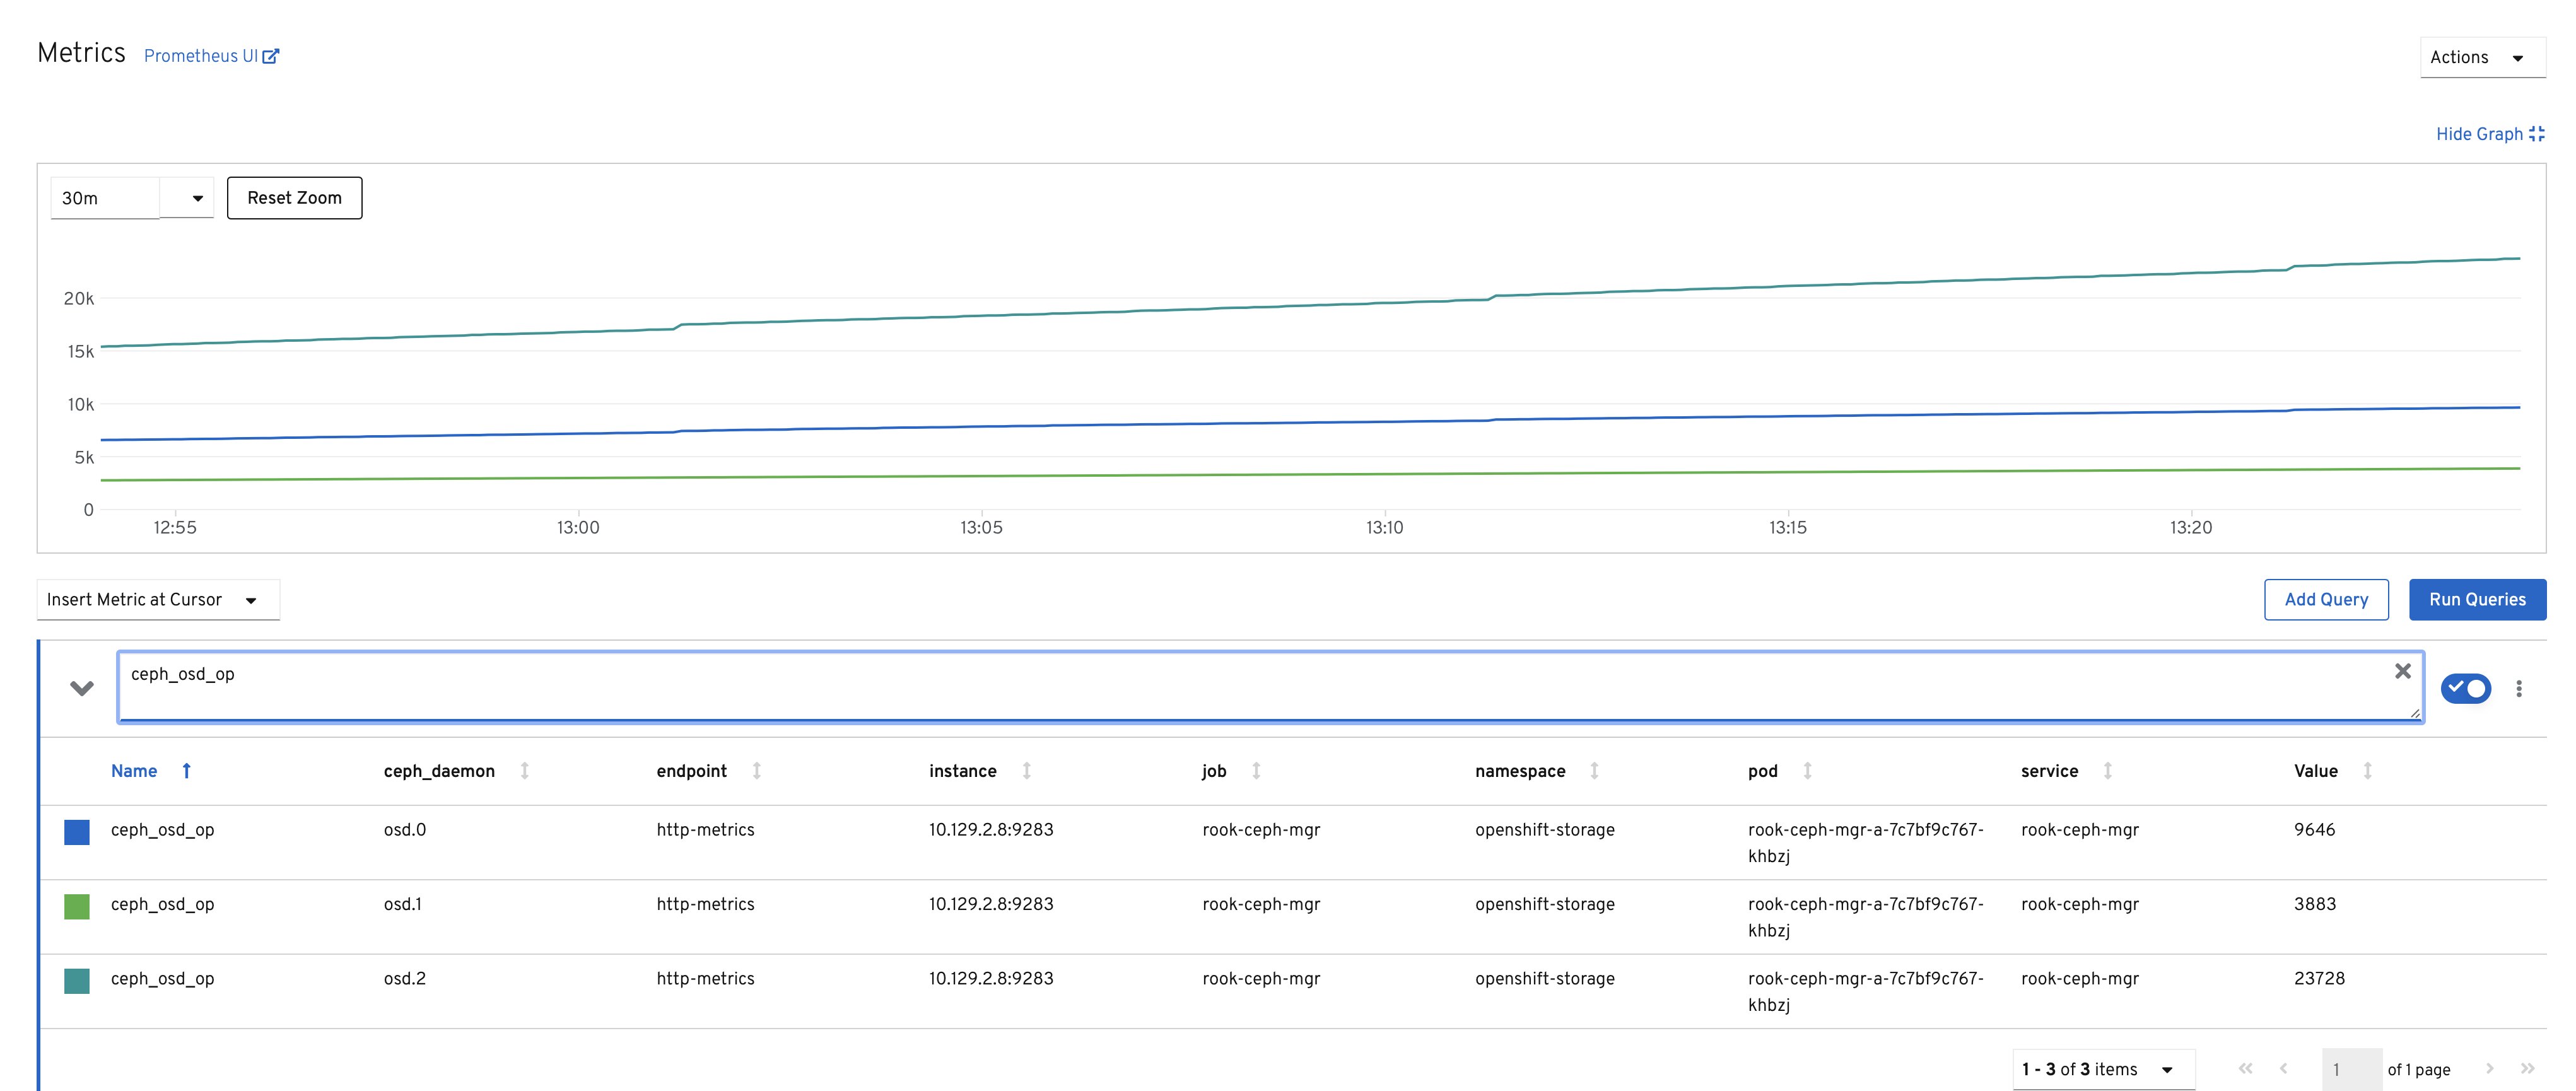 Metrics Prometheus UI
Actions
Hide Graph
30m Reset Zoom
20k
15k
10k
5k
0
12:55 13:00 13:05 13:10 13:15 13:20
Insert Metric at Cursor Add Query Run Queries
ceph_osd_op
Name ceph_daemon endpoint instance job namespace pod service Value
ceph_osd_op osd.0 http-metrics 10.129.2.8:9283 rook-ceph-mgr openshift-storage rook-ceph-mgr-a-7c7bf9c767- rook-ceph-mgr 9646
khbzj
ceph_osd_op osd.1 http-metrics 10.129.2.8:9283 rook-ceph-mgr openshift-storage rook-ceph-mgr-a-7c7bf9c767- rook-ceph-mgr 3883
khbzj
ceph_osd_op osd.2 http-metrics 10.129.2.8:9283 rook-ceph-mgr openshift-storage rook-ceph-mgr-a-7c7bf9c767- rook-ceph-mgr 23728
khbzj
1 - 3 of 3 items 1 of 1 page